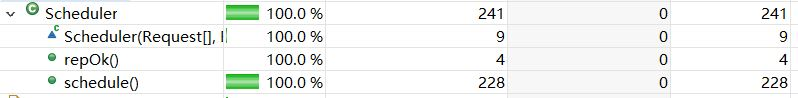 Scheduler 100.0 % 241 0 241
Scheduler(Request[], I 100.0 % 9 0 9
repOk() 100.0 % 4 0 4
schedule() 100.0 % 228 0 228